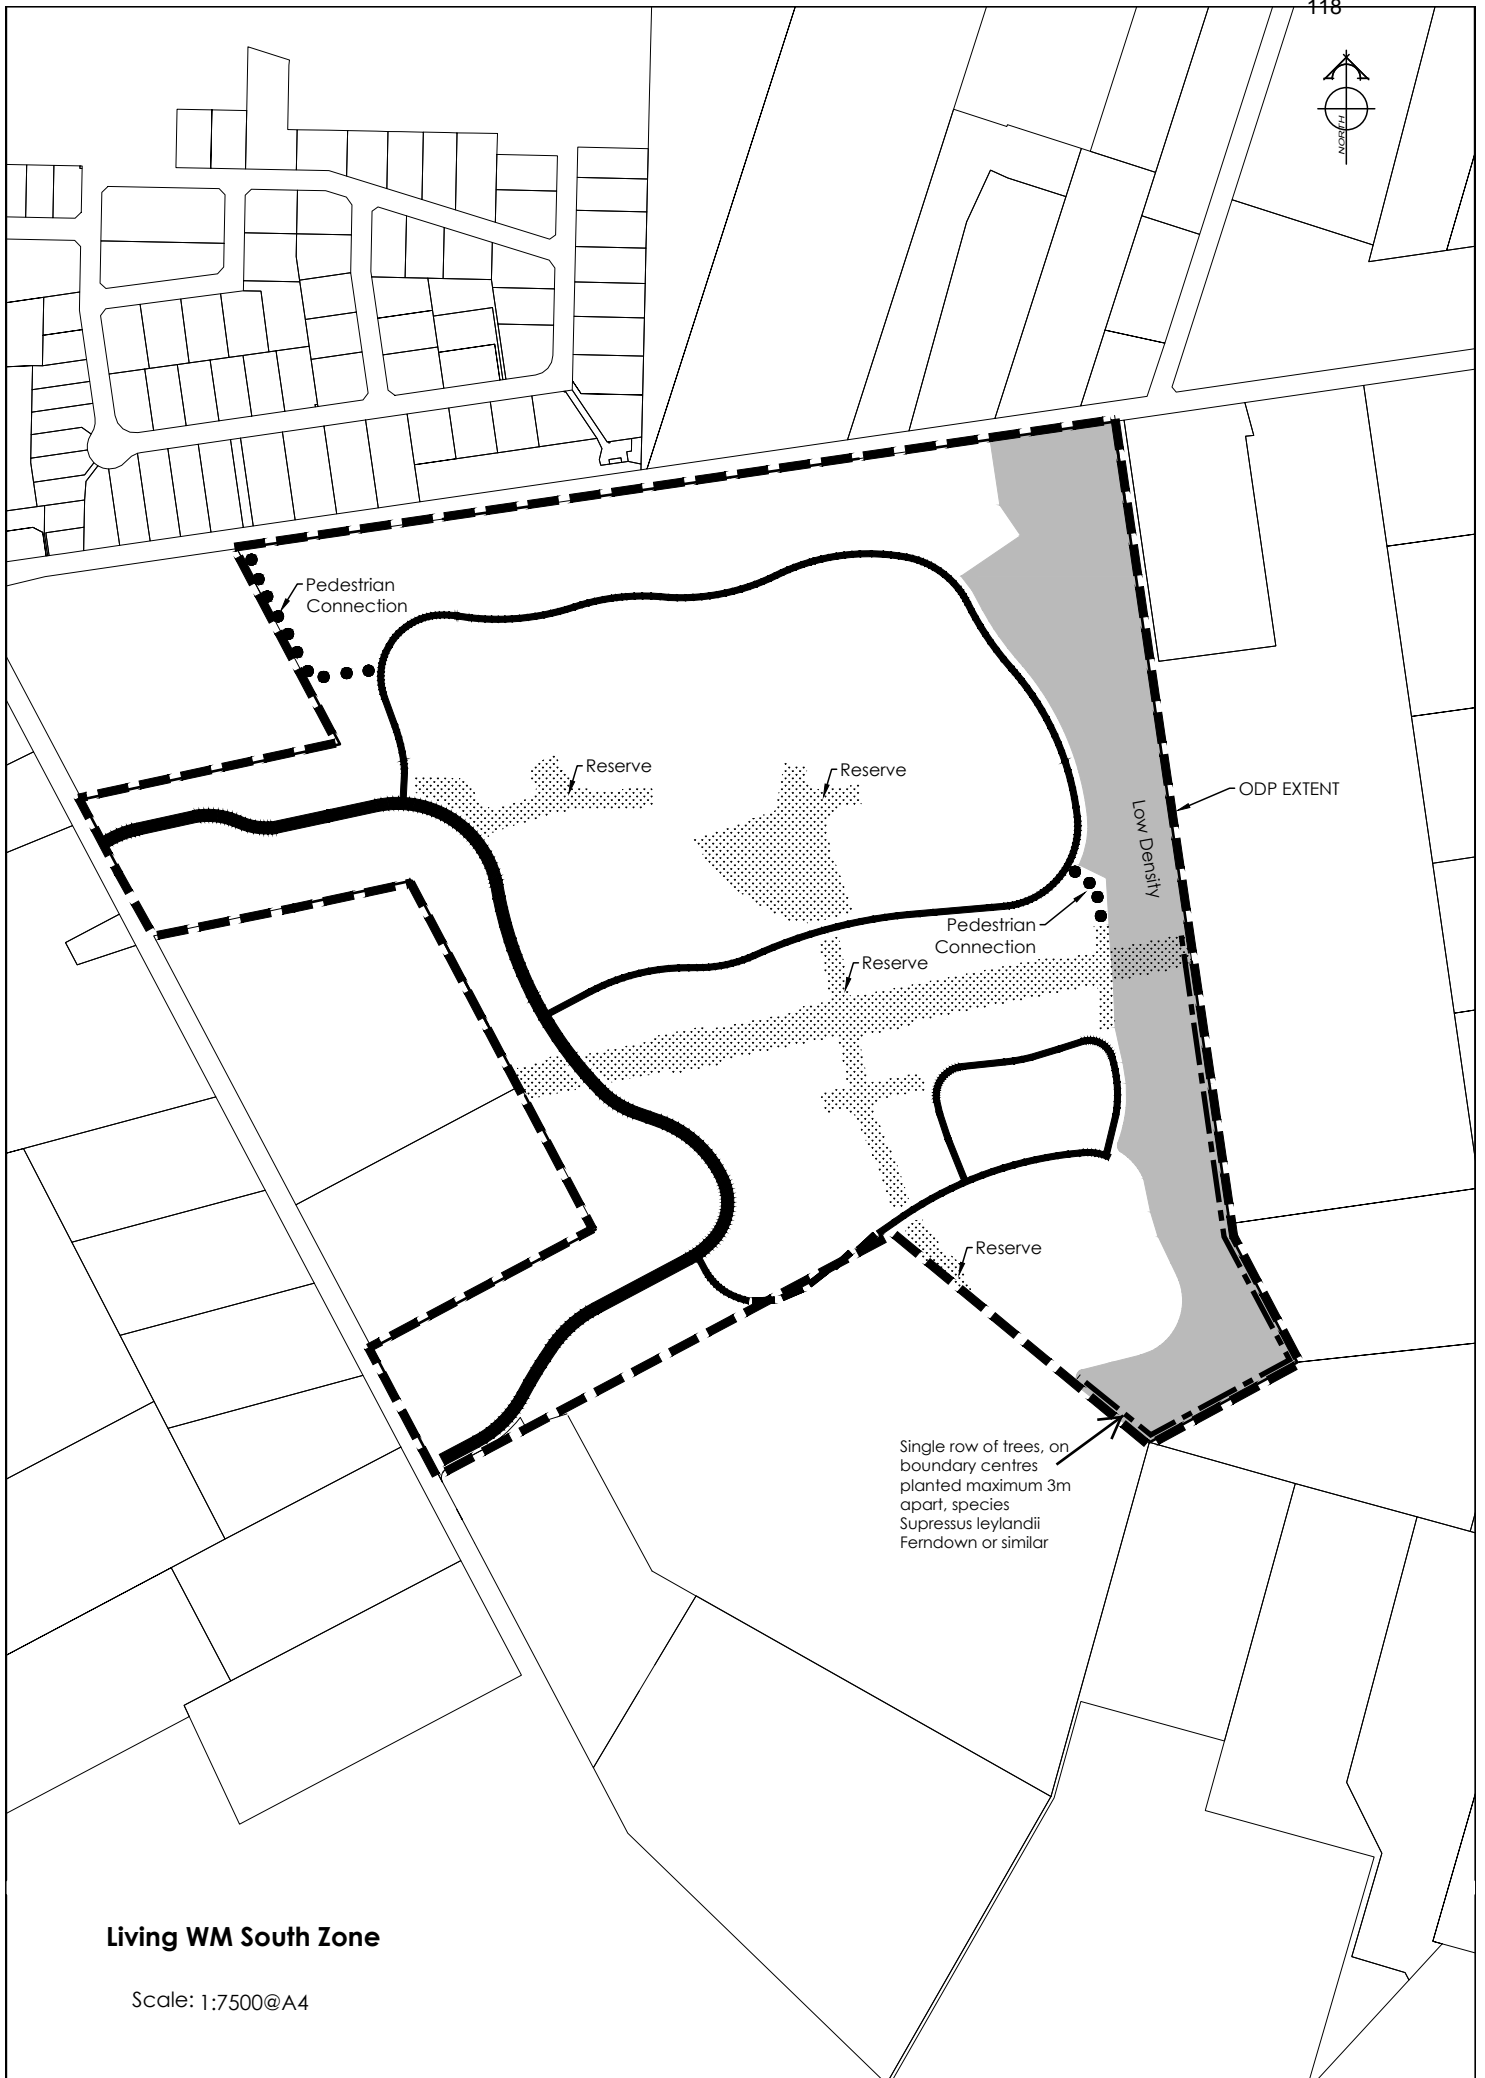 118
NORTH
Pedestrian
Connection
Reserve
Reserve
ODP EXTENT
Low Density
Pedestrian
Connection
Reserve
Reserve
Single row of trees, on
boundary centres
planted maximum 3m
apart, species
Supressus leylandii
Ferndown or similar
Living WM South Zone
Scale: 1:7500@A4